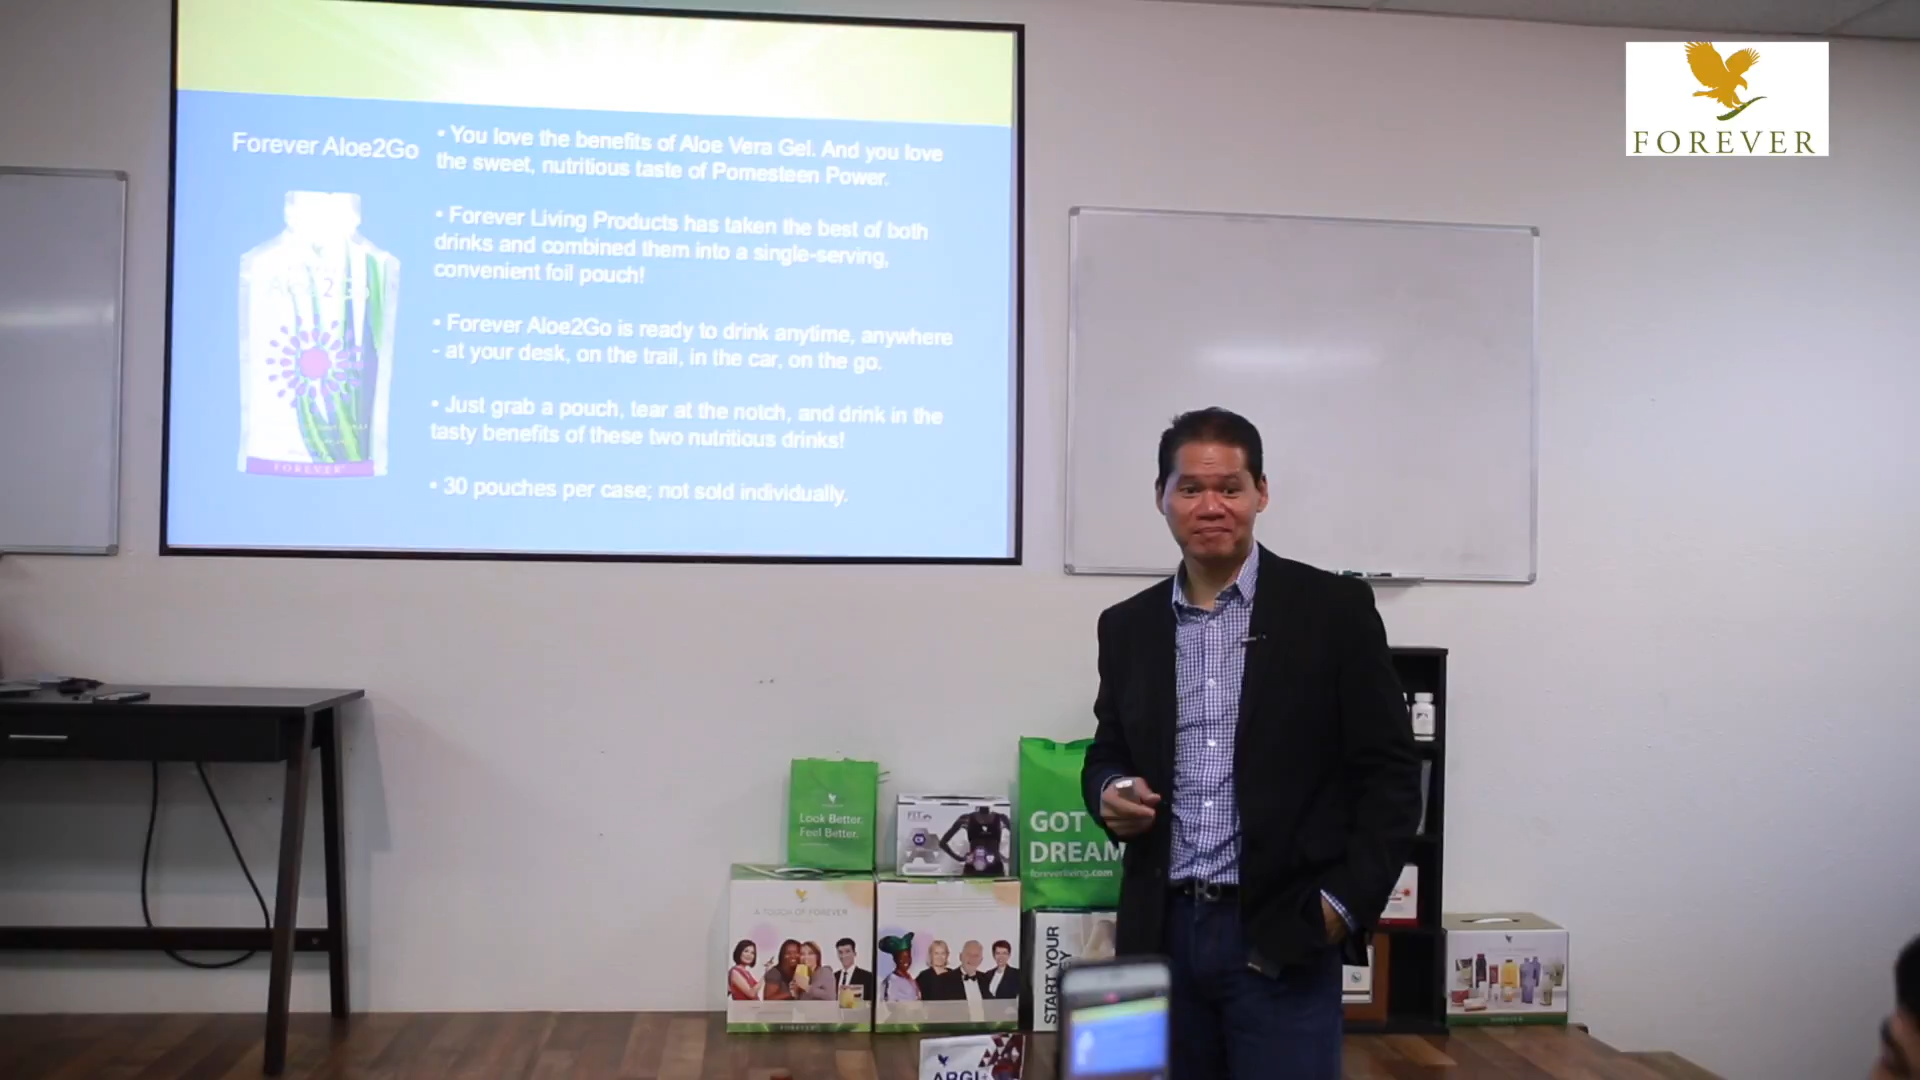 Forever Aloe2Go
• You love the benefits of Aloe Vera Gel. And you love
the sweet, nutritious taste of Pomesteen Power.
• Forever Living Products has taken the best of both
drinks and combined them into a single-serving,
convenient foil pouch!
• Forever Aloe2Go is ready to drink anytime, anywhere
- at your desk, on the trail, in the car, on the go.
• Just grab a pouch, tear at the notch, and drink in the
tasty benefits of these two nutritious drinks!
• 30 pouches per case; not sold individually.
FOREVER
FOREVER
Look Better.
Feel Better.
GOT
DREAM
foreverliving.com
A TOUCH OF FOREVER
FOREVER
START YOUR
ARGI+